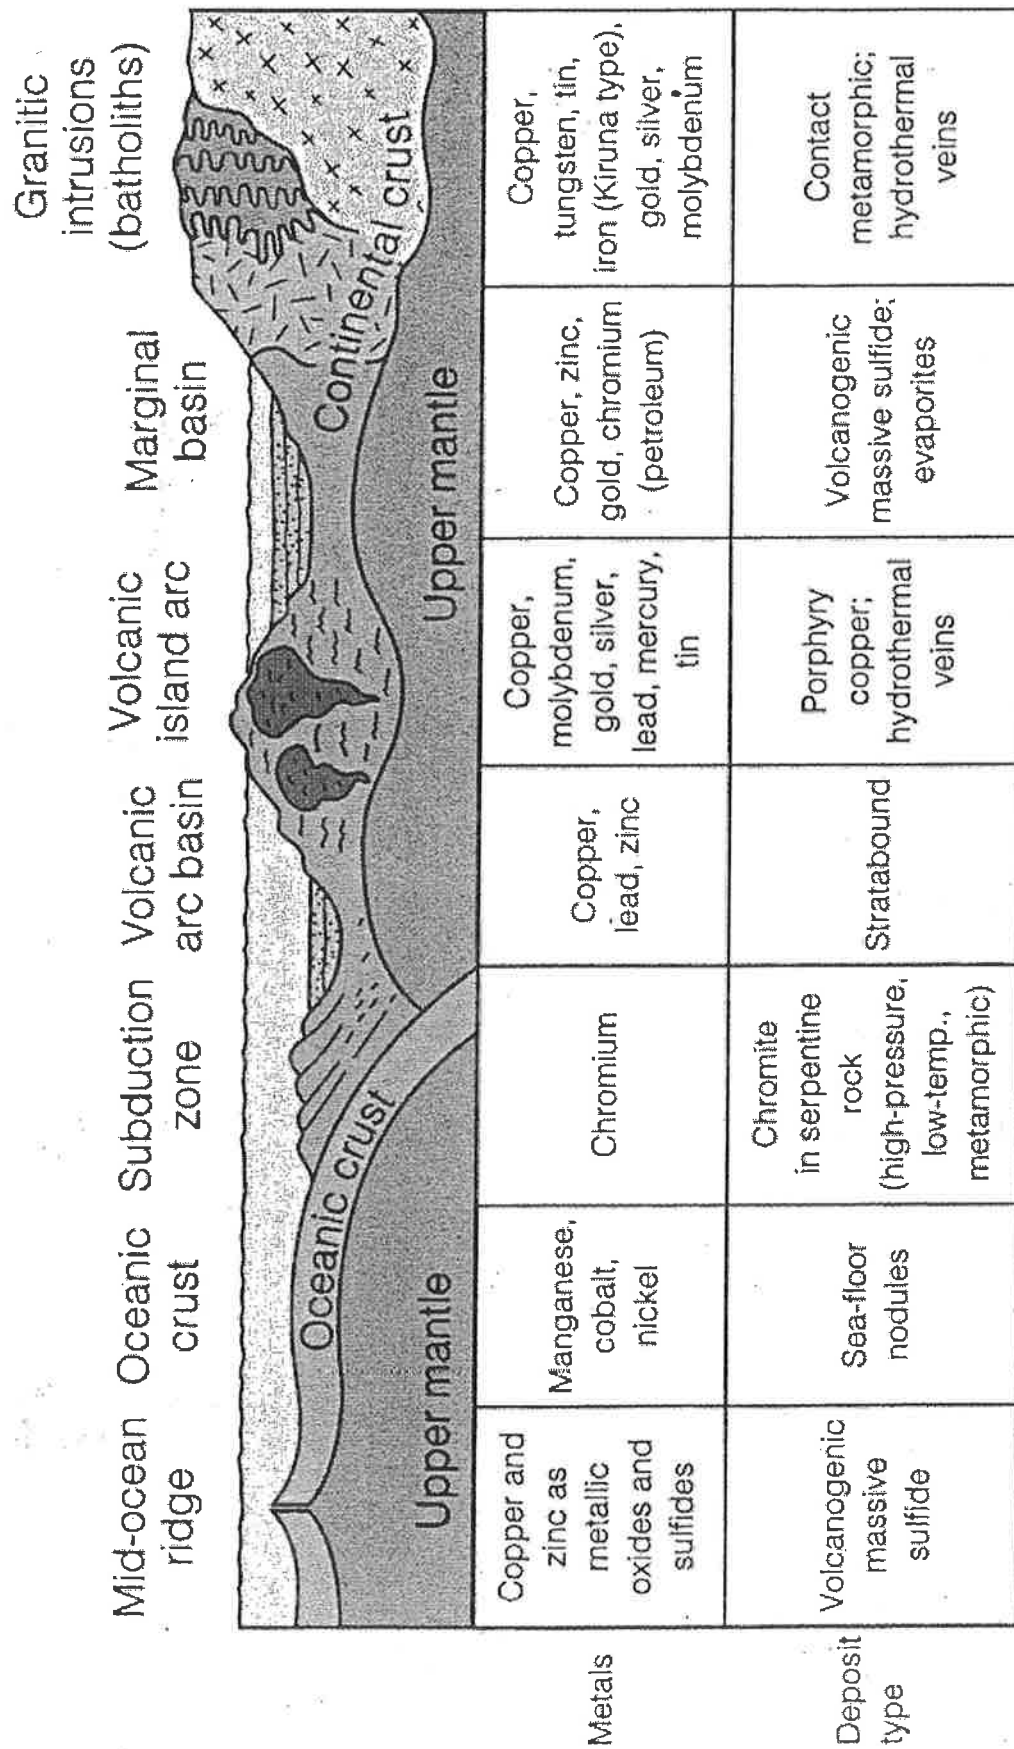 Mid-ocean
ridge
Oceanic
crust
Subduction
zone
Volcanic
arc basin
Volcanic
island arc
Marginal
basin
Granitic
intrusions
(batholiths)
Oceanic crust
Continental crust
Upper mantle
Upper mantle
Metals
Copper and
zinc as
metallic
oxides and
sulfides
Manganese,
cobalt,
nickel
Chromium
Copper,
lead, zinc
Copper,
molybdenum,
gold, silver,
lead, mercury,
tin
Copper, zinc,
gold, chromium
(petroleum)
Copper,
tungsten, tin,
iron (Kiruna type),
gold, silver,
molybdenum
Deposit
type
Volcanogenic
massive
sulfide
Sea-floor
nodules
Chromite
in serpentine
rock
(high-pressure,
low-temp.,
metamorphic)
Stratabound
Porphyry
copper;
hydrothermal
veins
Volcanogenic
massive sulfide;
evaporites
Contact
metamorphic;
hydrothermal
veins